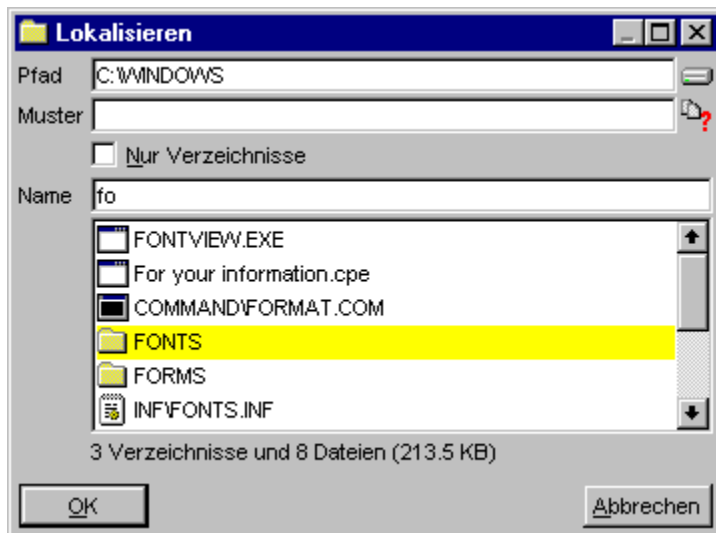 Lokalisieren
Pfad C:\WINDOWS
Muster
Nur Verzeichnisse
Name fo
FONTVIEW.EXE
For your information.cpe
COMMAND\FORMAT.COM
FONTS
FORMS
INF\FONTS.INF
3 Verzeichnisse und 8 Dateien (213.5 KB)
OK Abbrechen